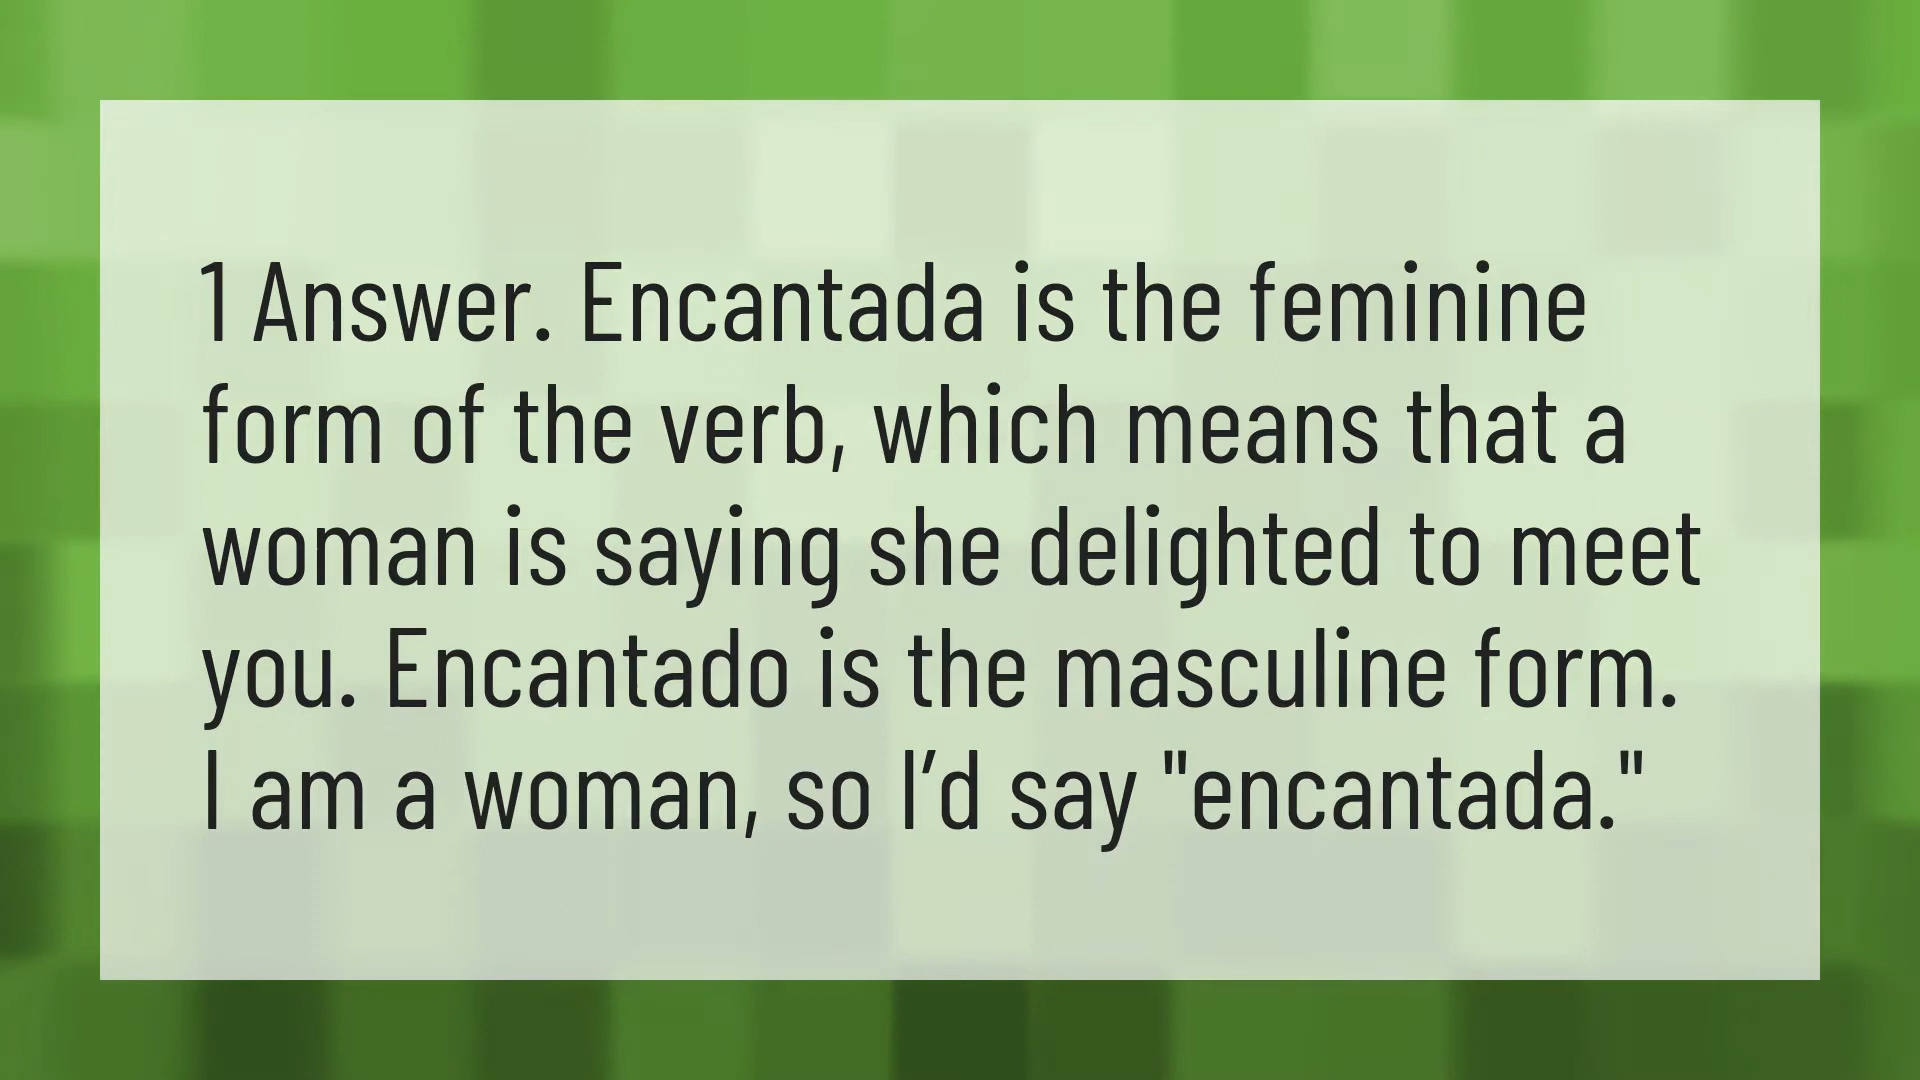 1 Answer. Encantada is the feminine
form of the verb, which means that a
woman is saying she delighted to meet
you. Encantado is the masculine form.
I am a woman, so I’d say "encantada."